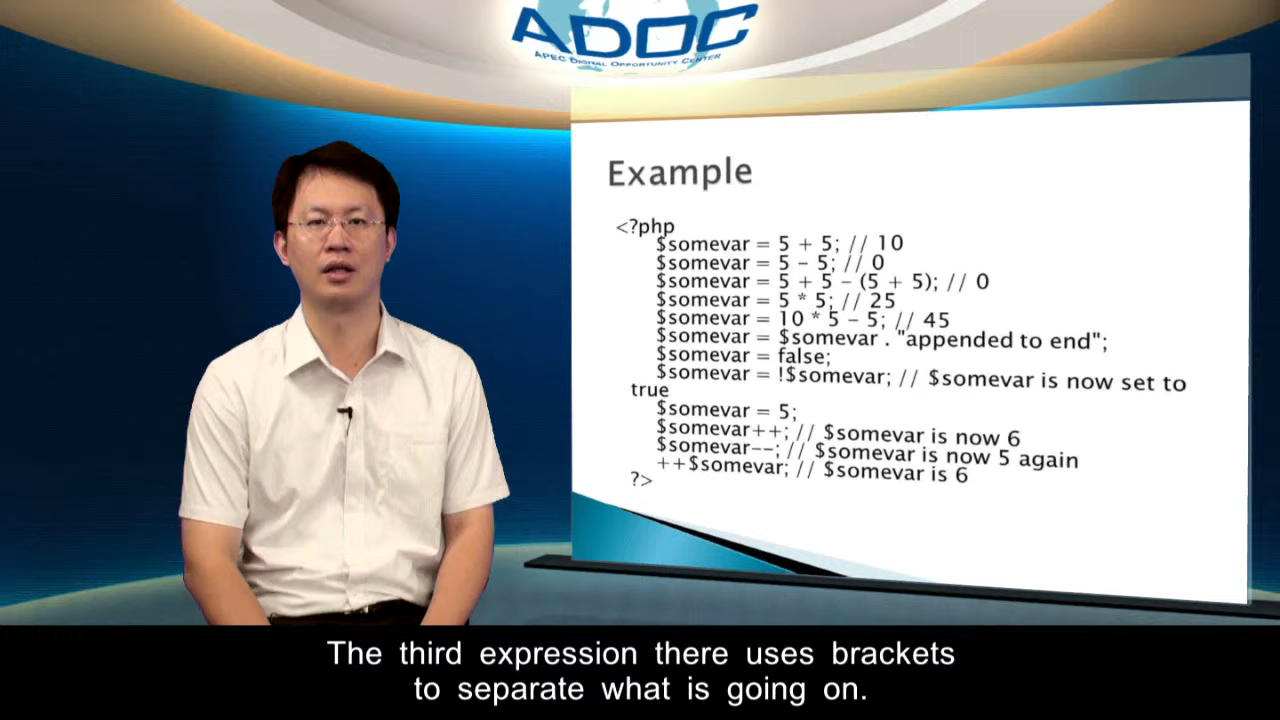 ADOC
APEC DIGITAL OPPORTUNITY CENTER
Example
<?php
$somevar = 5 + 5; // 10
$somevar = 5 - 5; // 0
$somevar = 5 + 5 - (5 + 5); // 0
$somevar = 5 * 5; // 25
$somevar = 10 * 5 - 5; // 45
$somevar = $somevar . "appended to end";
$somevar = false;
$somevar = !$somevar; // $somevar is now set to
true
$somevar = 5;
$somevar++; // $somevar is now 6
$somevar--; // $somevar is now 5 again
++$somevar; // $somevar is 6
?>
The third expression there uses brackets
to separate what is going on.